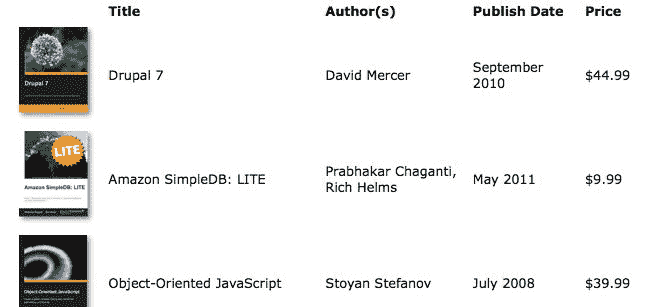 Title Author(s) Publish Date Price
Drupal 7
Drupal 7 David Mercer September 2010 $44.99
LITE
Amazon SimpleDB: LITE
Amazon SimpleDB: LITE Prabhakar Chaganti, Rich Helms May 2011 $9.99
Object-Oriented JavaScript
Object-Oriented JavaScript Stoyan Stefanov July 2008 $39.99